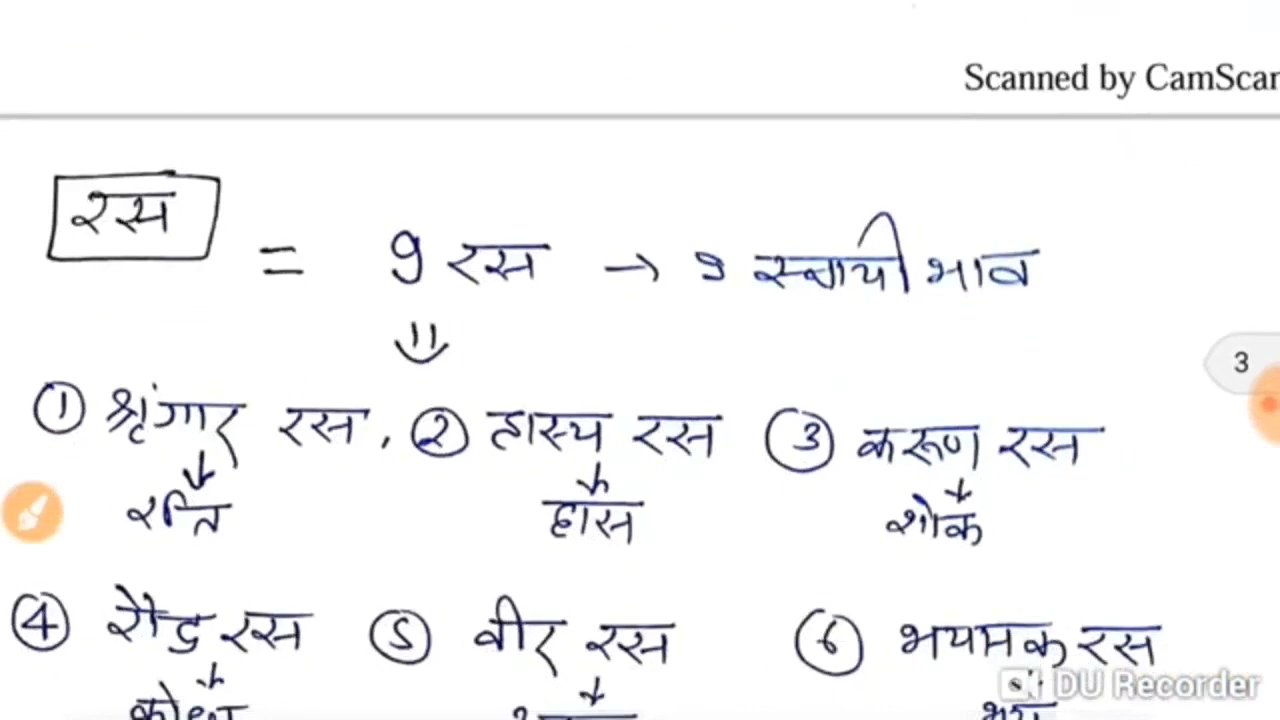 Scanned by CamScan
रस
= 9 रस → 9 स्थायी भाव
3
① श्रृंगार रस, ② हास्य रस ③ करूण रस
↓ ↓ ↓
रति हास शोक
④ रौद्र रस ⑤ वीर रस ⑥ भयानक रस
↓ ↓ ↓
DU Recorder